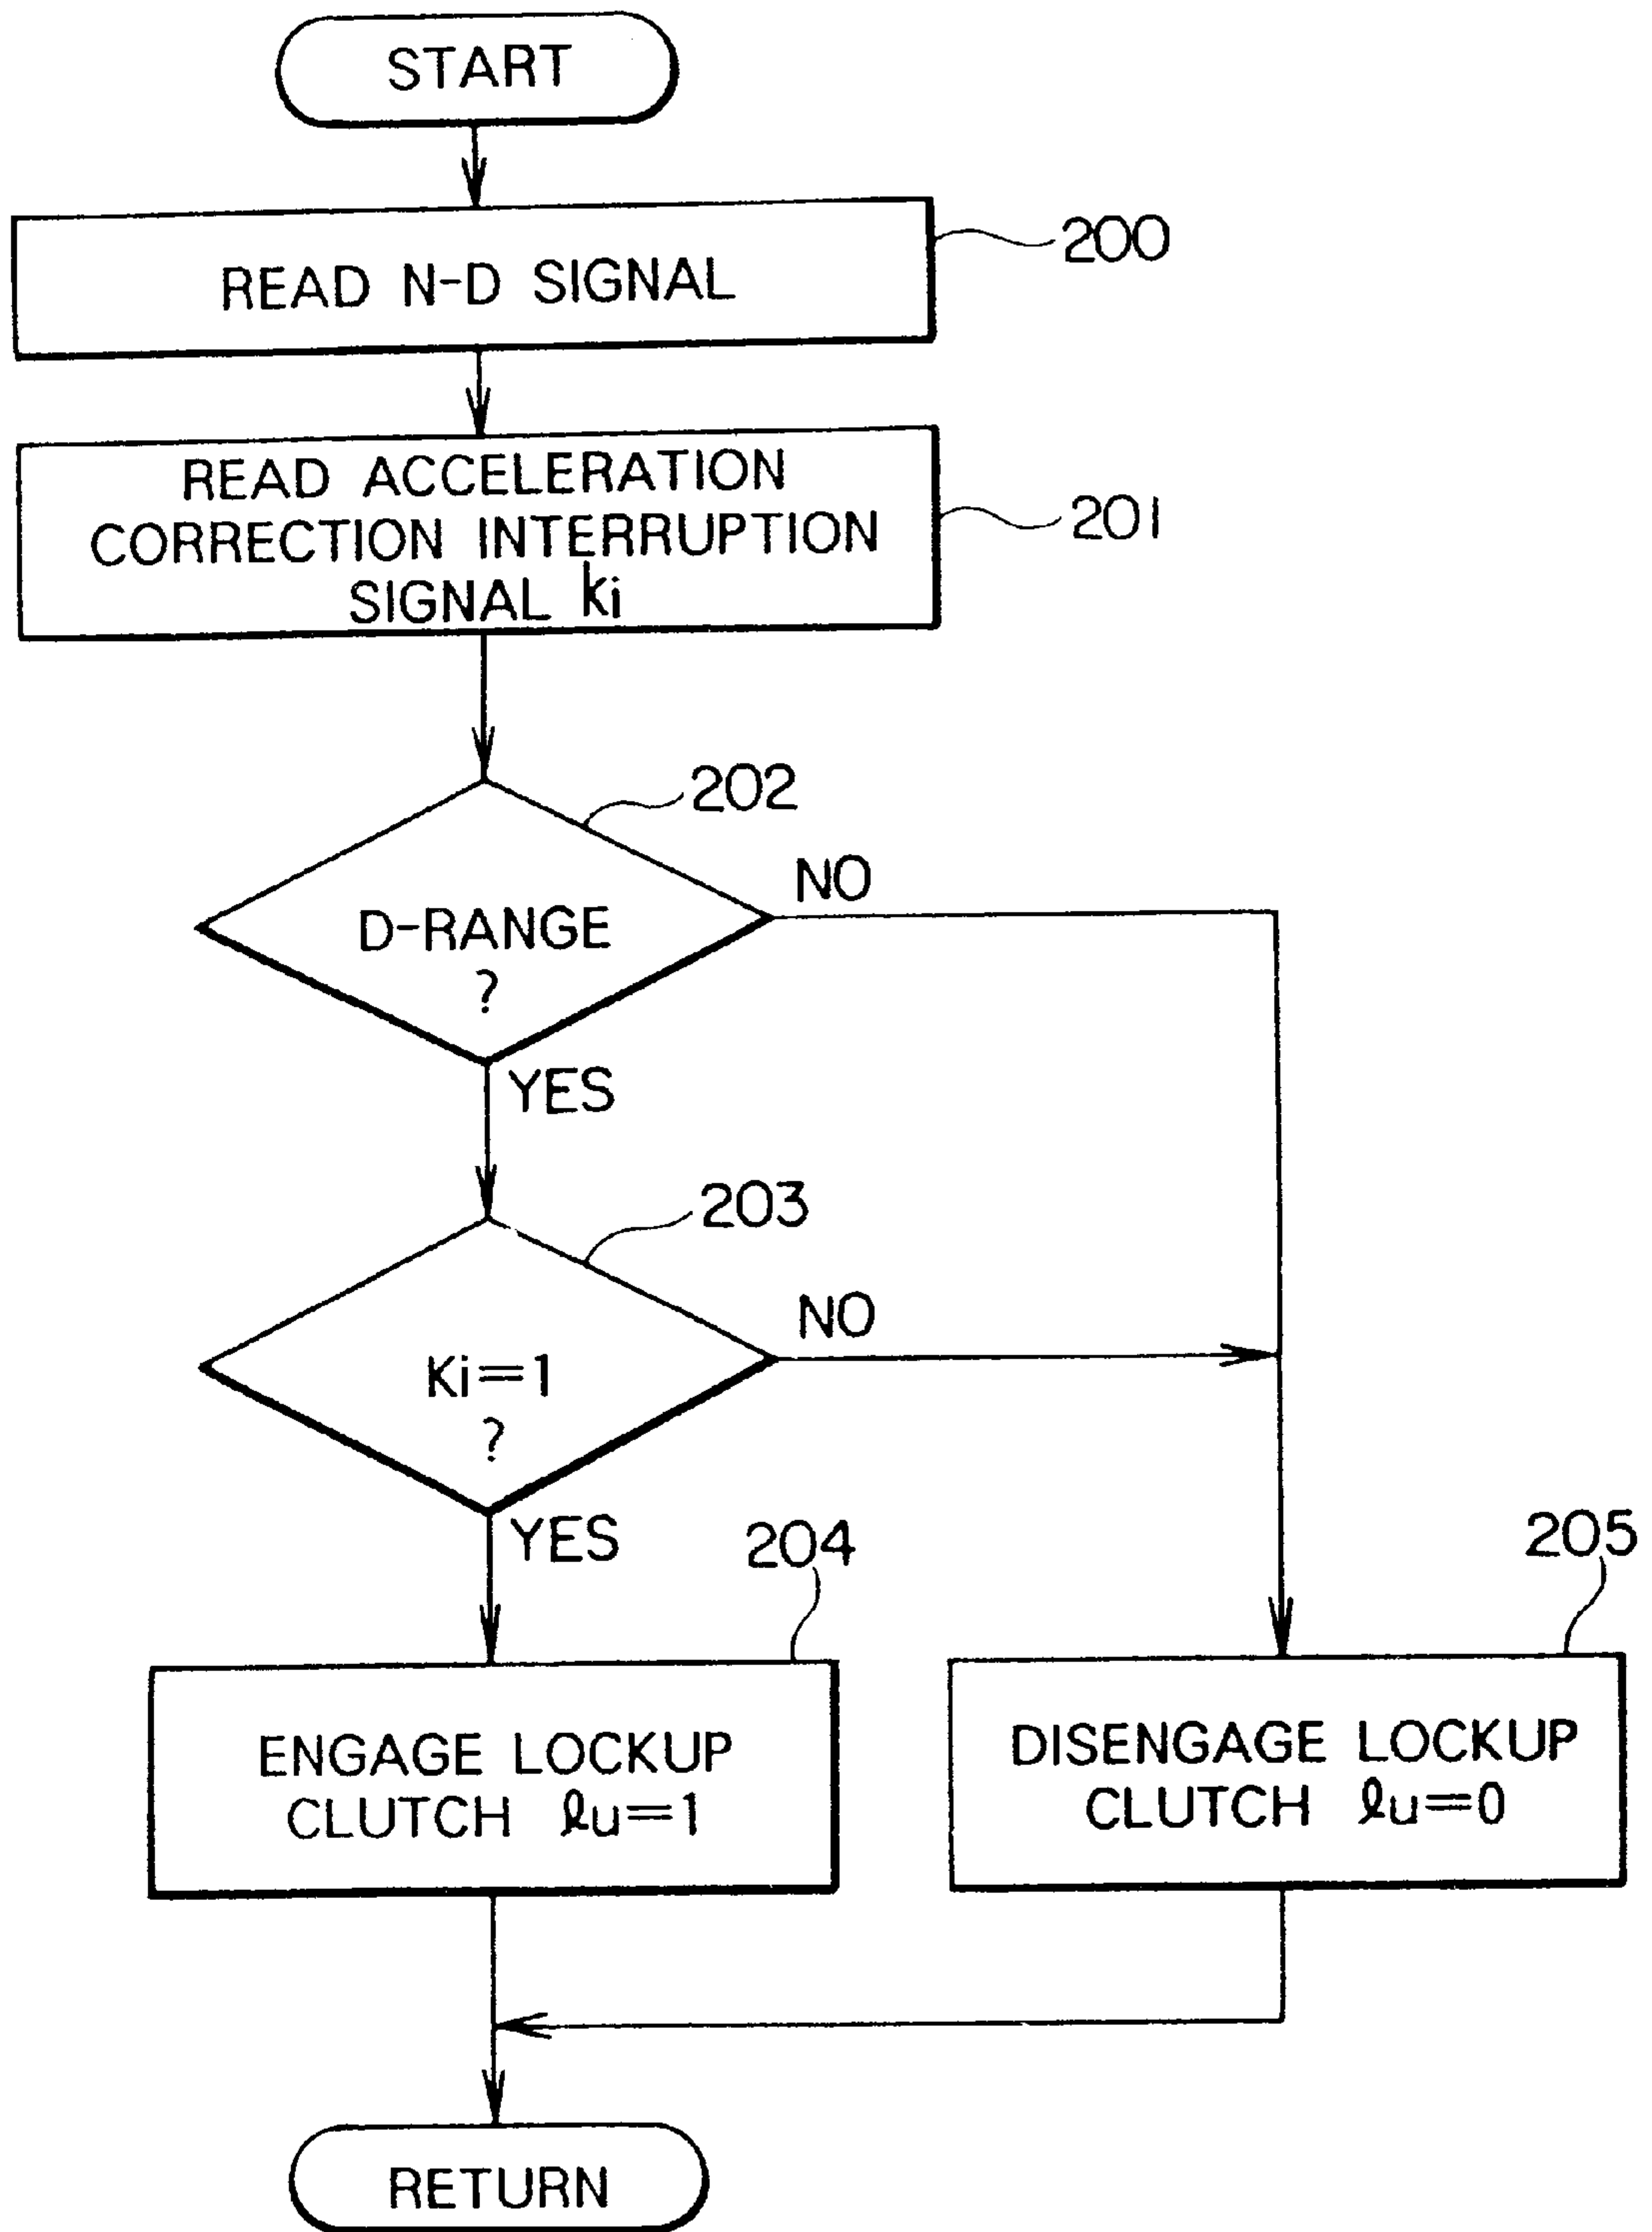 START
READ N-D SIGNAL
200
READ ACCELERATION
CORRECTION INTERRUPTION
SIGNAL ki
201
202
D-RANGE
?
NO
YES
203
Ki=1
?
NO
YES
204
ENGAGE LOCKUP
CLUTCH ℓu=1
205
DISENGAGE LOCKUP
CLUTCH ℓu=0
RETURN